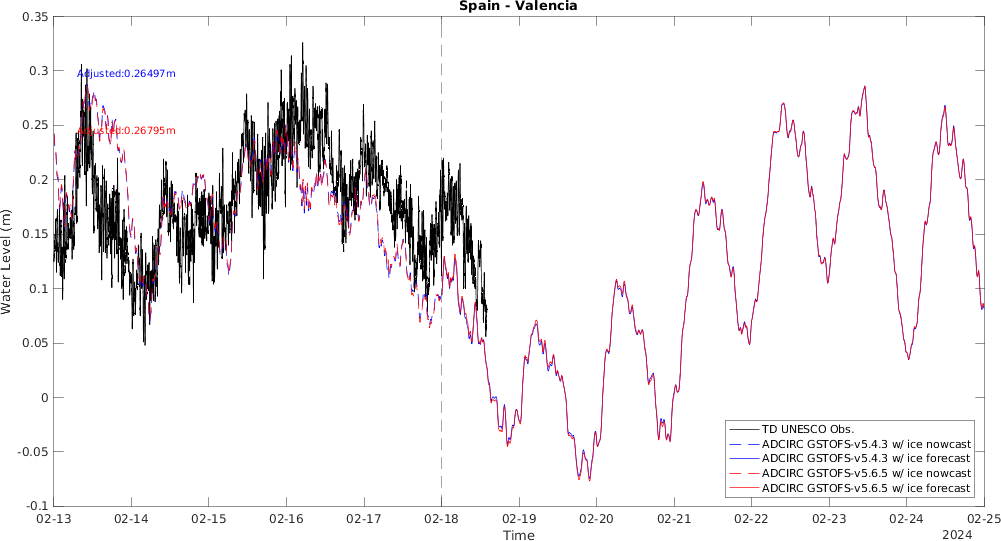 Spain - Valencia
0.35
0.3
0.25
0.2
0.15
0.1
0.05
0
-0.05
-0.1
Water Level (m)
Adjusted:0.26497m
Adjusted:0.26795m
TD UNESCO Obs.
ADCIRC GSTOFS-v5.4.3 w/ ice nowcast
ADCIRC GSTOFS-v5.4.3 w/ ice forecast
ADCIRC GSTOFS-v5.6.5 w/ ice nowcast
ADCIRC GSTOFS-v5.6.5 w/ ice forecast
02-13 02-14 02-15 02-16 02-17 02-18 02-19 02-20 02-21 02-22 02-23 02-24 02-25
Time
2024